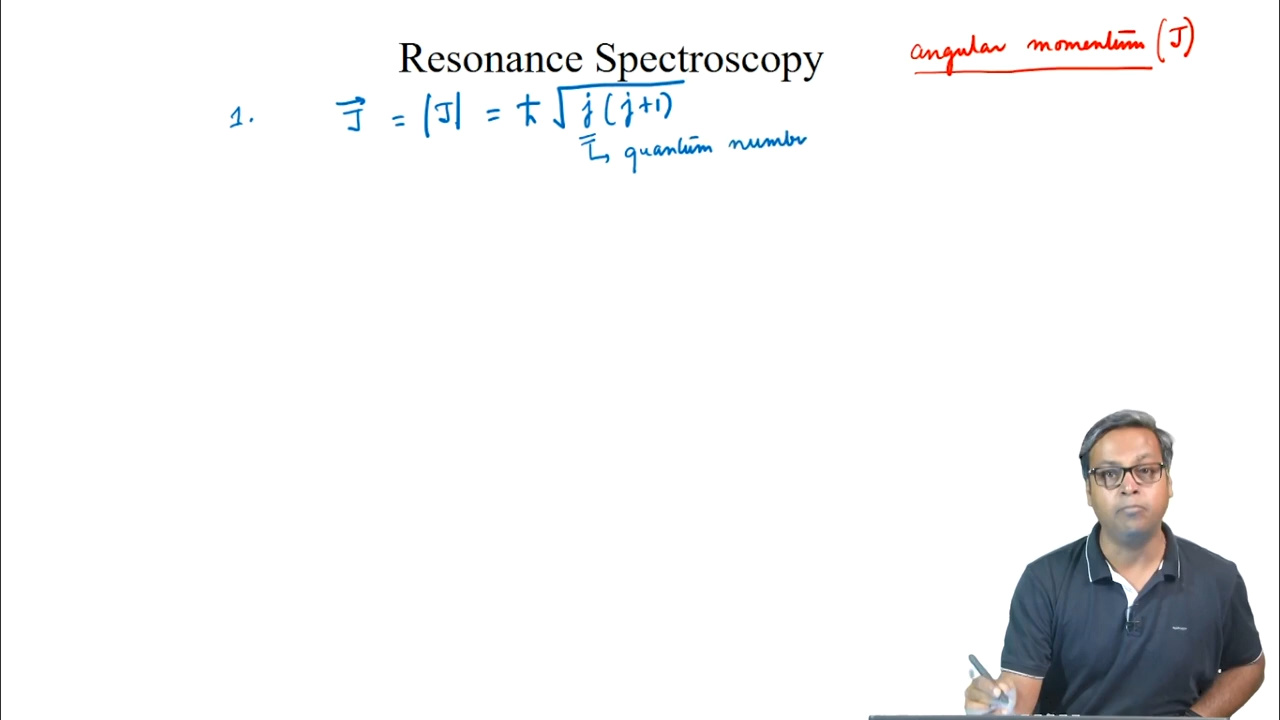 Resonance Spectroscopy
angular momentum (J)
1. J⃗ = |J| = ħ √j(j+1)
↳ quantum number